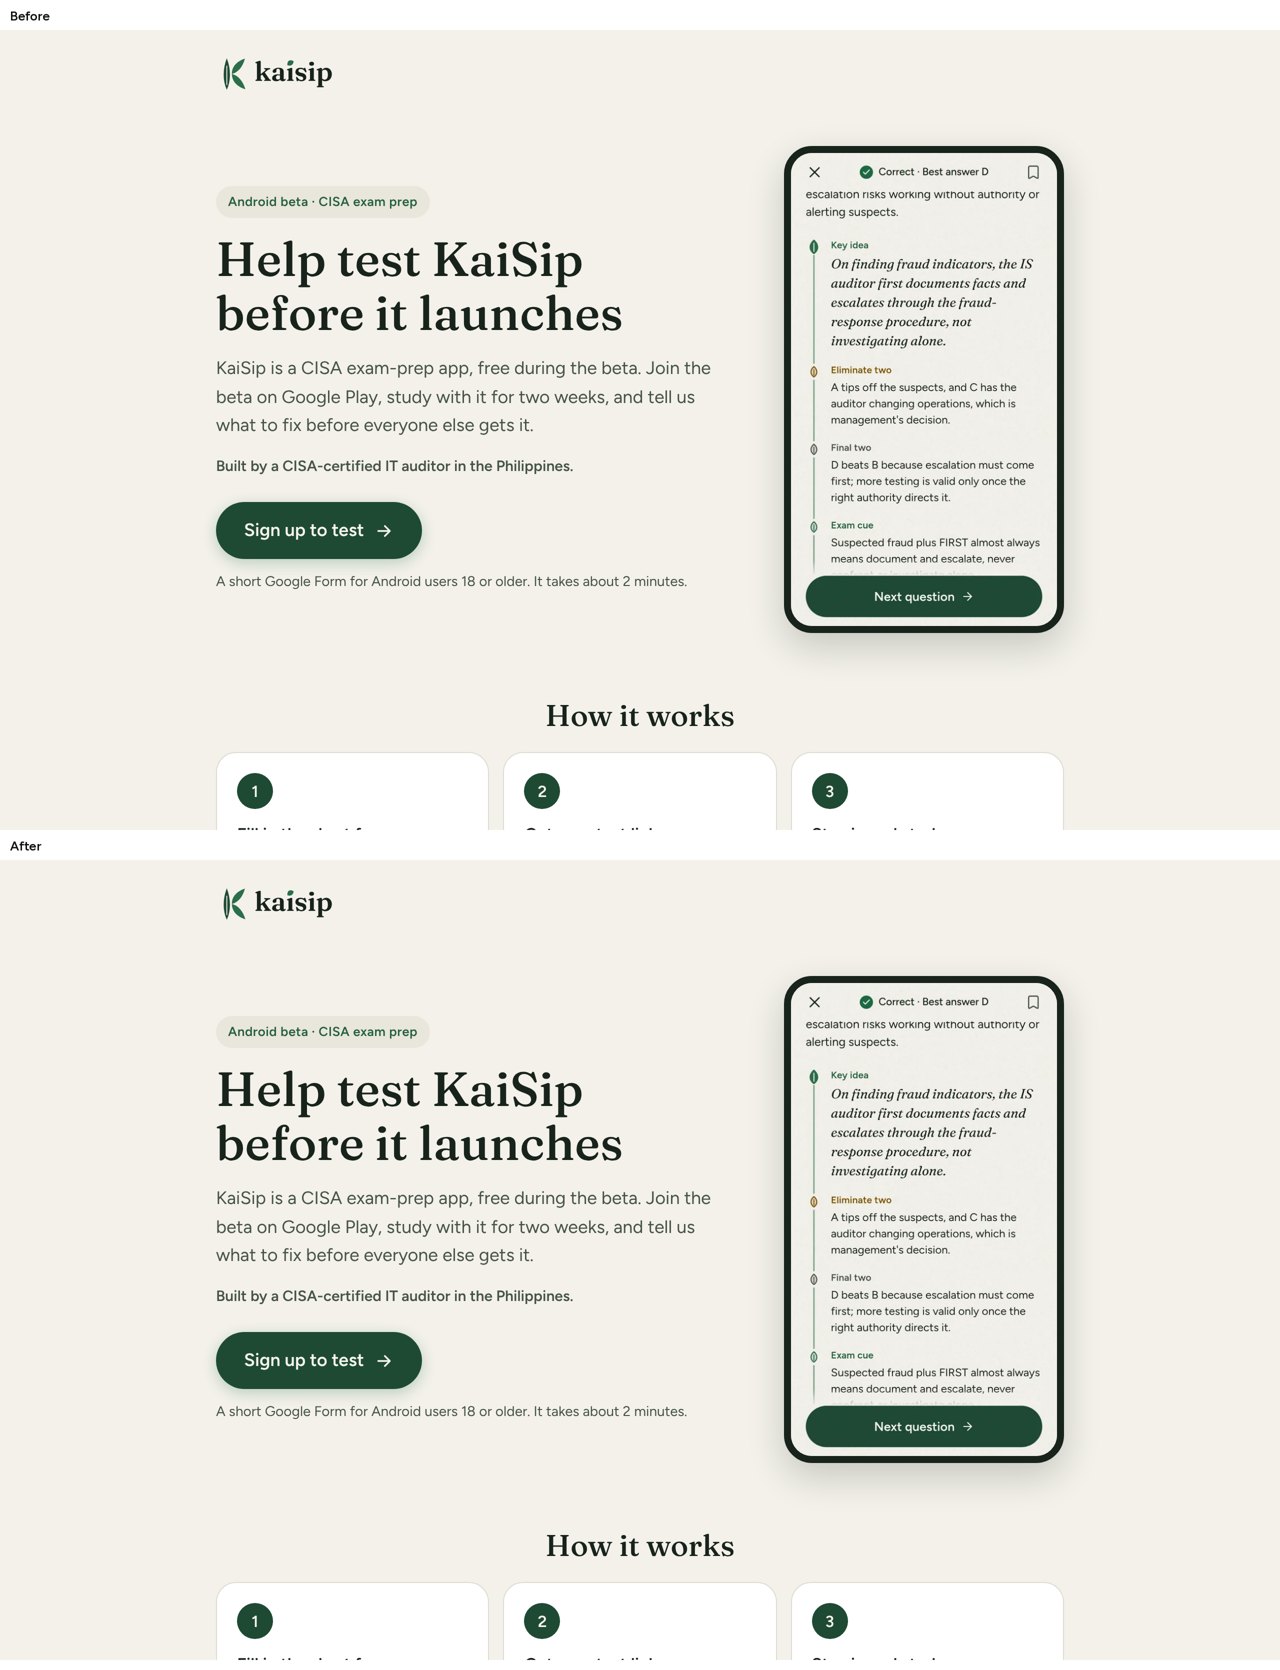 Before
kaisip
Android beta · CISA exam prep
Help test KaiSip
before it launches
KaiSip is a CISA exam-prep app, free during the beta. Join the
beta on Google Play, study with it for two weeks, and tell us
what to fix before everyone else gets it.
Built by a CISA-certified IT auditor in the Philippines.
Sign up to test →
A short Google Form for Android users 18 or older. It takes about 2 minutes.
Correct · Best answer D
escalation risks working without authority or
alerting suspects.
Key idea
On finding fraud indicators, the IS
auditor first documents facts and
escalates through the fraud-
response procedure, not
investigating alone.
Eliminate two
A tips off the suspects, and C has the
auditor changing operations, which is
management's decision.
Final two
D beats B because escalation must come
first; more testing is valid only once the
right authority directs it.
Exam cue
Suspected fraud plus FIRST almost always
means document and escalate, never
Next question →
How it works
1
2
3
After
kaisip
Android beta · CISA exam prep
Help test KaiSip
before it launches
KaiSip is a CISA exam-prep app, free during the beta. Join the
beta on Google Play, study with it for two weeks, and tell us
what to fix before everyone else gets it.
Built by a CISA-certified IT auditor in the Philippines.
Sign up to test →
A short Google Form for Android users 18 or older. It takes about 2 minutes.
Correct · Best answer D
escalation risks working without authority or
alerting suspects.
Key idea
On finding fraud indicators, the IS
auditor first documents facts and
escalates through the fraud-
response procedure, not
investigating alone.
Eliminate two
A tips off the suspects, and C has the
auditor changing operations, which is
management's decision.
Final two
D beats B because escalation must come
first; more testing is valid only once the
right authority directs it.
Exam cue
Suspected fraud plus FIRST almost always
means document and escalate, never
Next question →
How it works
1
2
3